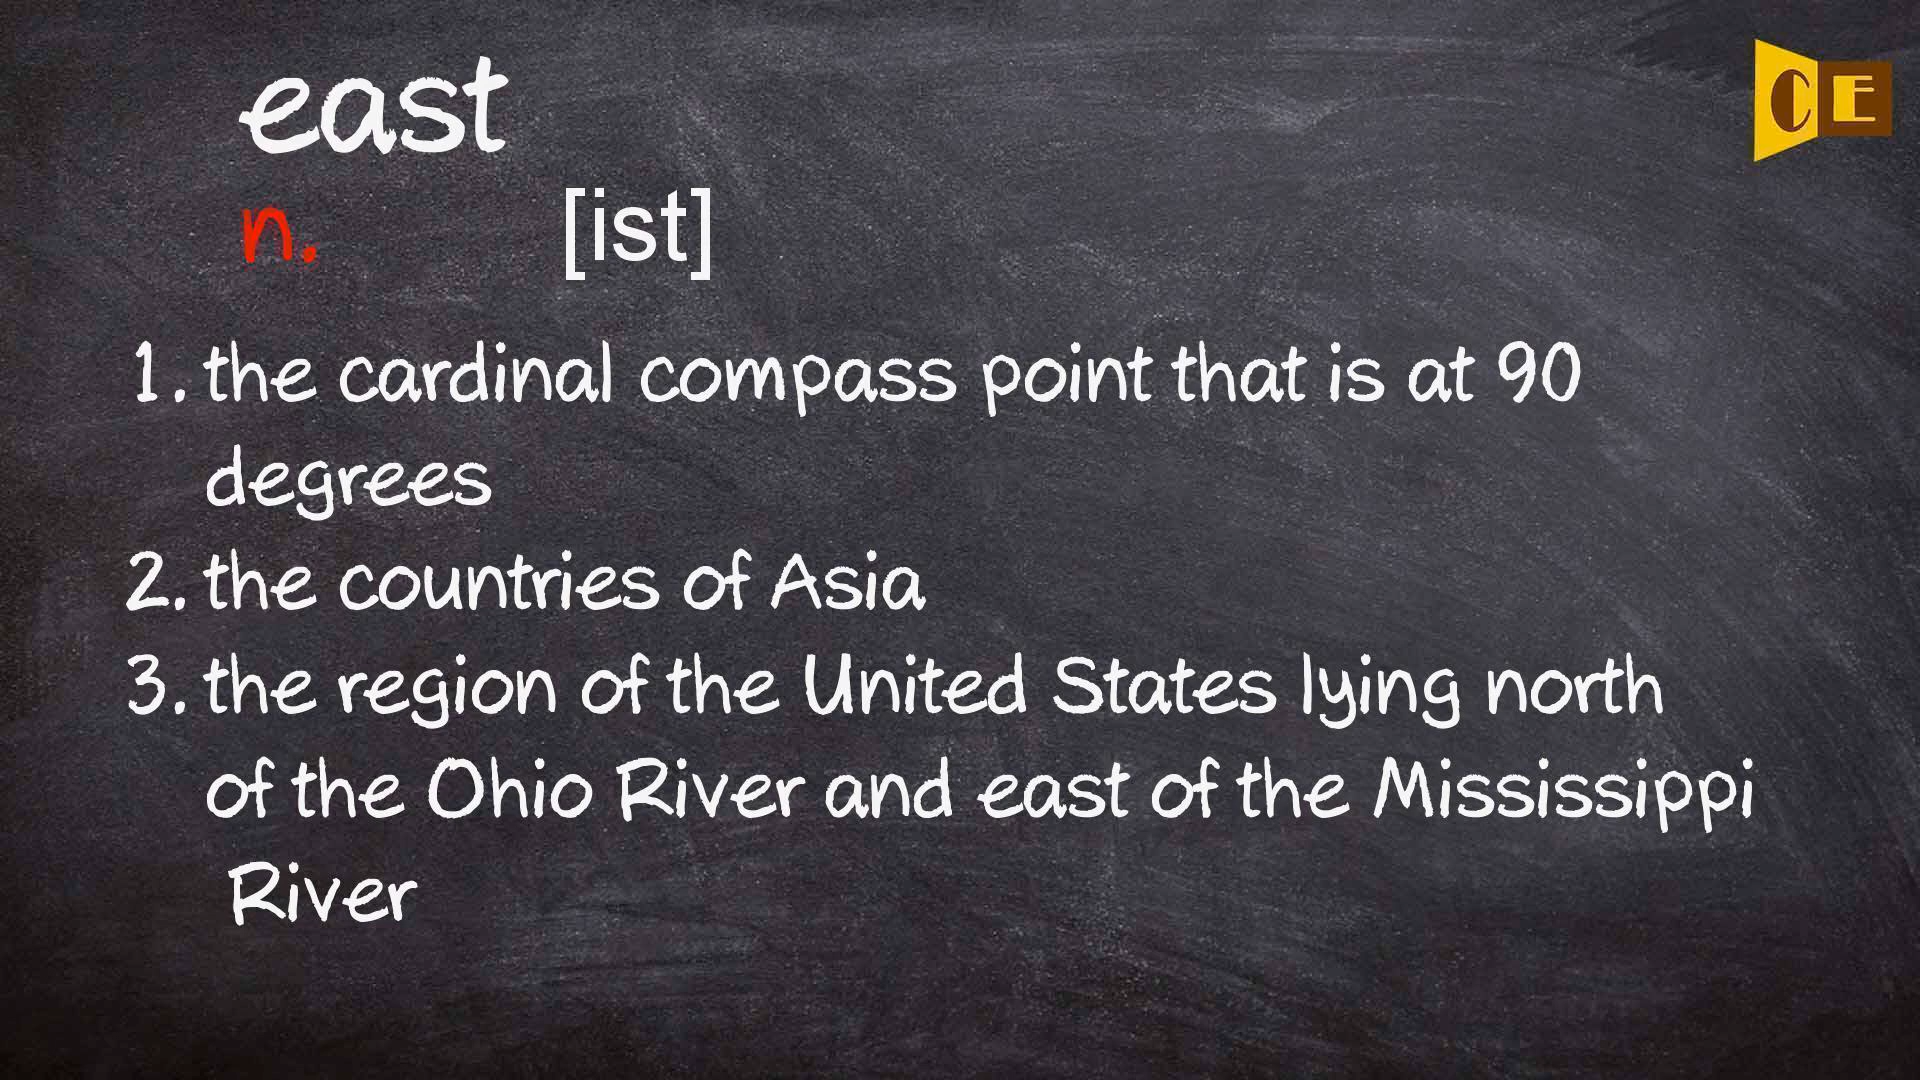 east
CE
n. [ist]
1. the cardinal compass point that is at 90
degrees
2. the countries of Asia
3. the region of the United States lying north
of the Ohio River and east of the Mississippi
River